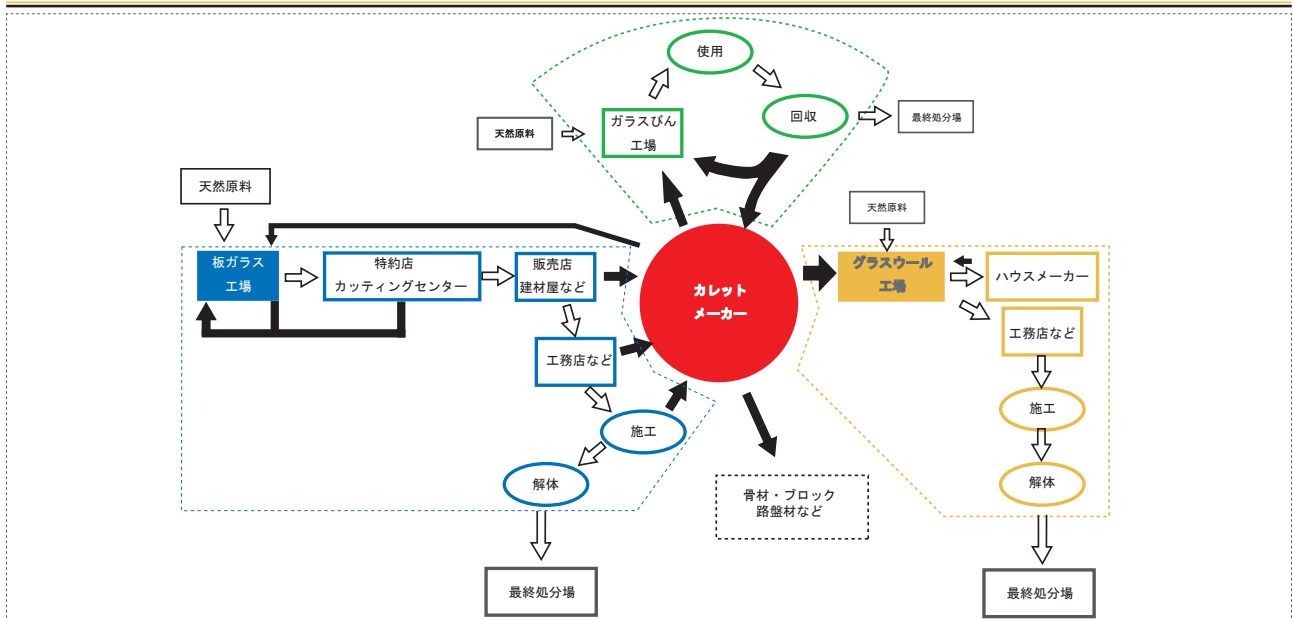 使用
回収
最終処分場
ガラスびん
工場
天然原料
天然原料
天然原料
板ガラス
工場
特約店
カッティングセンター
販売店
建材屋など
カレット
メーカー
グラスウール
工場
ハウスメーカー
工務店など
工務店など
施工
施工
解体
解体
骨材・ブロック
路盤材など
最終処分場
最終処分場